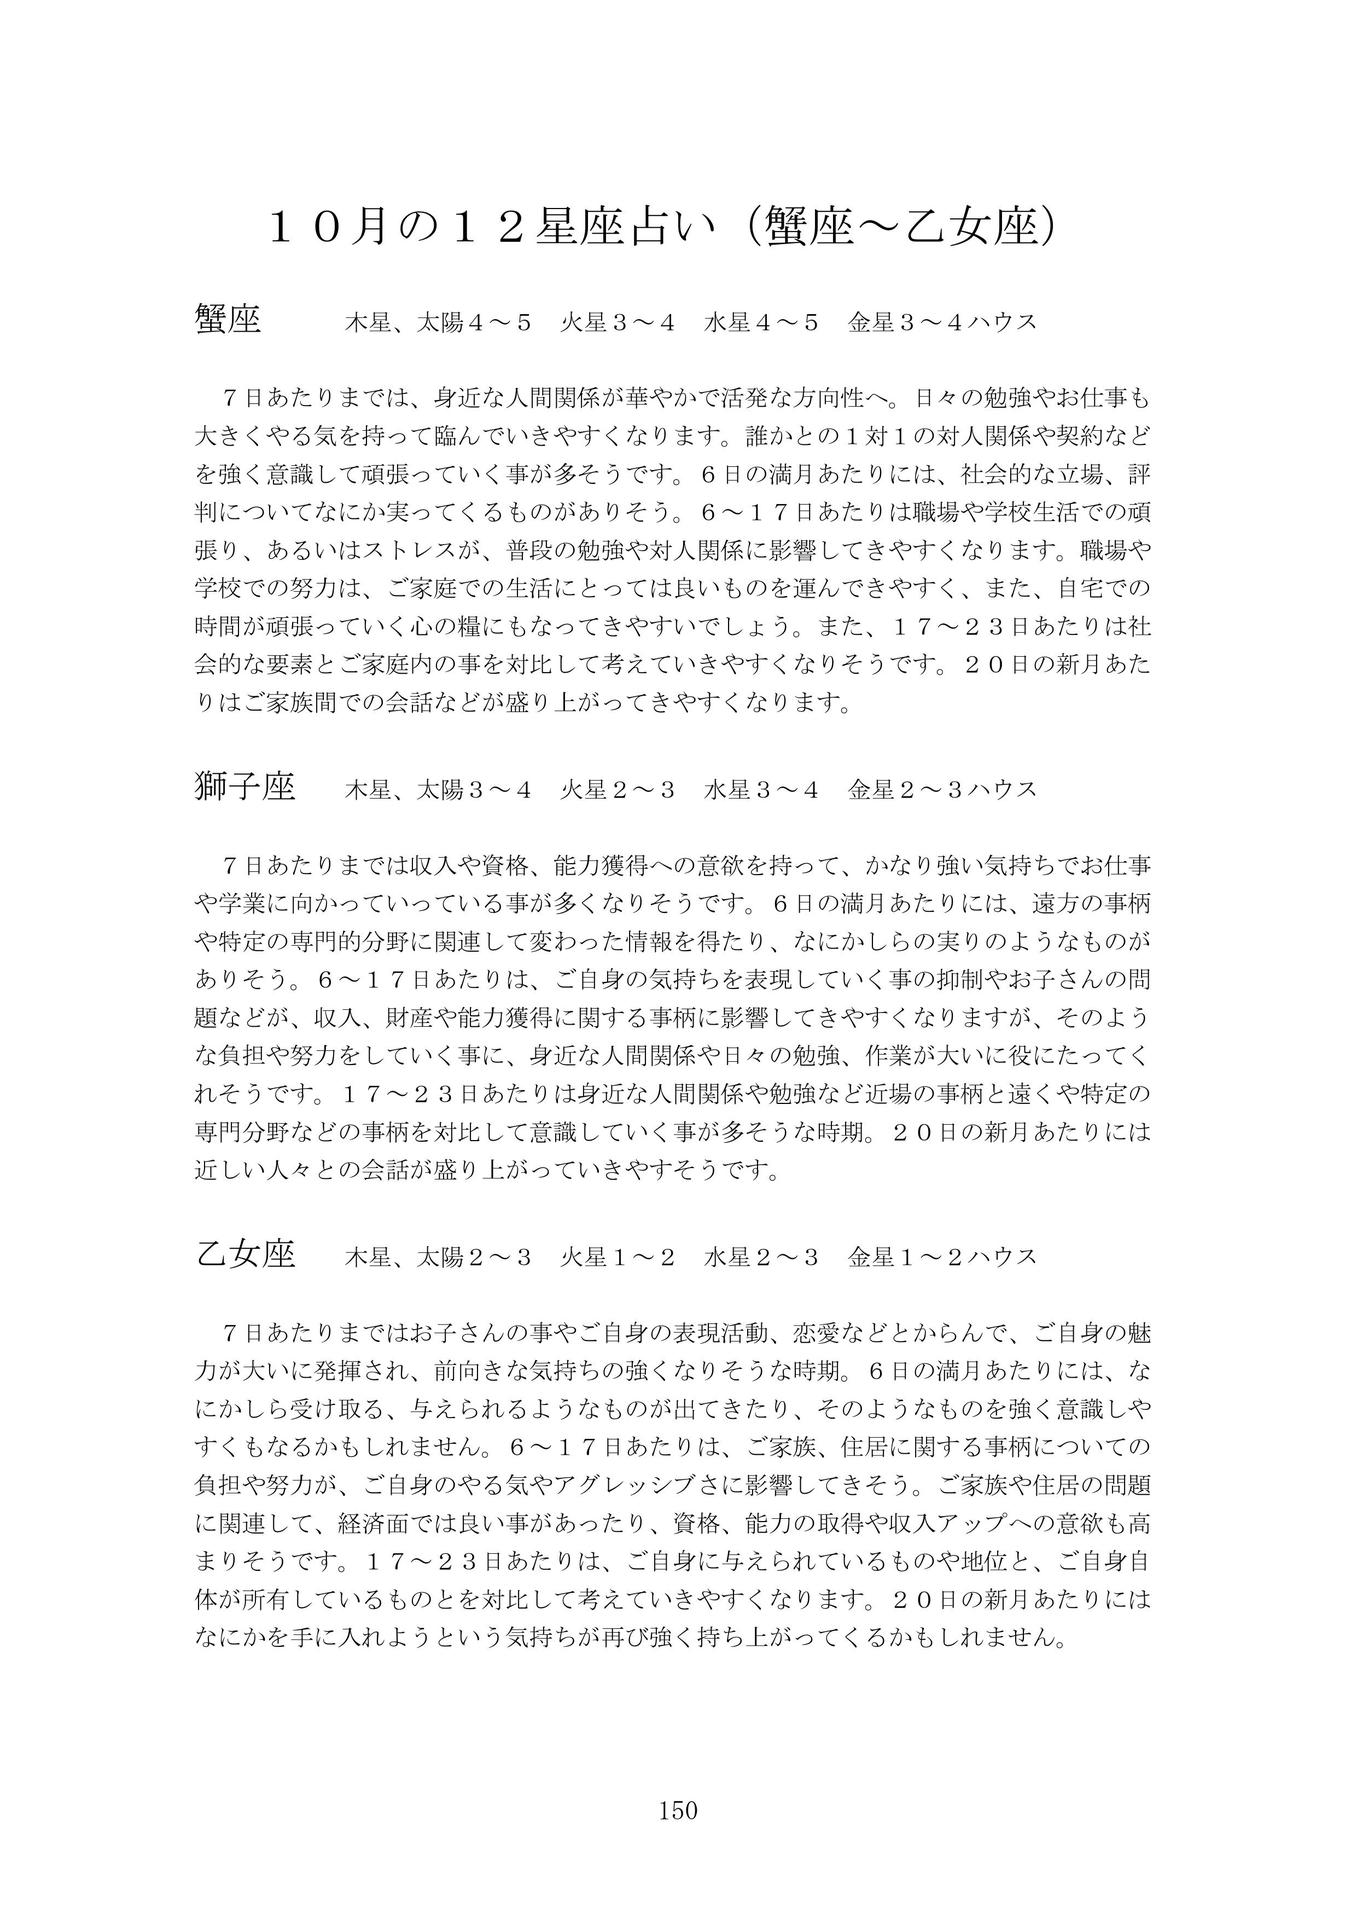 １０月の１２星座占い（蟹座～乙女座）
蟹座　　　木星、太陽４～５　火星３～４　水星４～５　金星３～４ハウス
　７日あたりまでは、身近な人間関係が華やかで活発な方向性へ。日々の勉強やお仕事も
大きくやる気を持って臨んでいきやすくなります。誰かとの１対１の対人関係や契約など
を強く意識して頑張っていく事が多そうです。６日の満月あたりには、社会的な立場、評
判についてなにか実ってくるものがありそう。６～１７日あたりは職場や学校生活での頑
張り、あるいはストレスが、普段の勉強や対人関係に影響してきやすくなります。職場や
学校での努力は、ご家庭での生活にとっては良いものを運んできやすく、また、自宅での
時間が頑張っていく心の糧にもなってきやすいでしょう。また、１７～２３日あたりは社
会的な要素とご家庭内の事を対比して考えていきやすくなりそうです。２０日の新月あた
りはご家族間での会話などが盛り上がってきやすくなります。
獅子座　　木星、太陽３～４　火星２～３　水星３～４　金星２～３ハウス
　７日あたりまでは収入や資格、能力獲得への意欲を持って、かなり強い気持ちでお仕事
や学業に向かっていっている事が多くなりそうです。６日の満月あたりには、遠方の事柄
や特定の専門的分野に関連して変わった情報を得たり、なにかしらの実りのようなものが
ありそう。６～１７日あたりは、ご自身の気持ちを表現していく事の抑制やお子さんの問
題などが、収入、財産や能力獲得に関する事柄に影響してきやすくなりますが、そのよう
な負担や努力をしていく事に、身近な人間関係や日々の勉強、作業が大いに役にたってく
れそうです。１７～２３日あたりは身近な人間関係や勉強など近場の事柄と遠くや特定の
専門分野などの事柄を対比して意識していく事が多そうな時期。２０日の新月あたりには
近しい人々との会話が盛り上がっていきやすそうです。
乙女座　　木星、太陽２～３　火星１～２　水星２～３　金星１～２ハウス
　７日あたりまではお子さんの事やご自身の表現活動、恋愛などとからんで、ご自身の魅
力が大いに発揮され、前向きな気持ちの強くなりそうな時期。６日の満月あたりには、な
にかしら受け取る、与えられるようなものが出てきたり、そのようなものを強く意識しや
すくもなるかもしれません。６～１７日あたりは、ご家族、住居に関する事柄についての
負担や努力が、ご自身のやる気やアグレッシブさに影響してきそう。ご家族や住居の問題
に関連して、経済面では良い事があったり、資格、能力の取得や収入アップへの意欲も高
まりそうです。１７～２３日あたりは、ご自身に与えられているものや地位と、ご自身自
体が所有しているものとを対比して考えていきやすくなります。２０日の新月あたりには
なにかを手に入れようという気持ちが再び強く持ち上がってくるかもしれません。
150